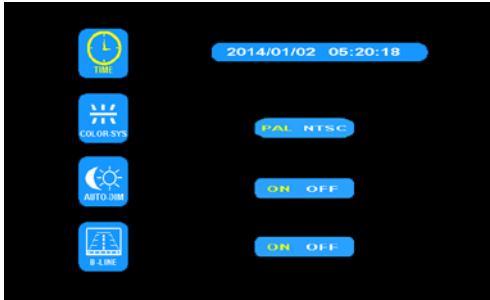 TIME
2014/01/02 05:20:18
COLOR-SYS
PAL NTSC
AUTO-DIM
ON OFF
B-LINE
ON OFF